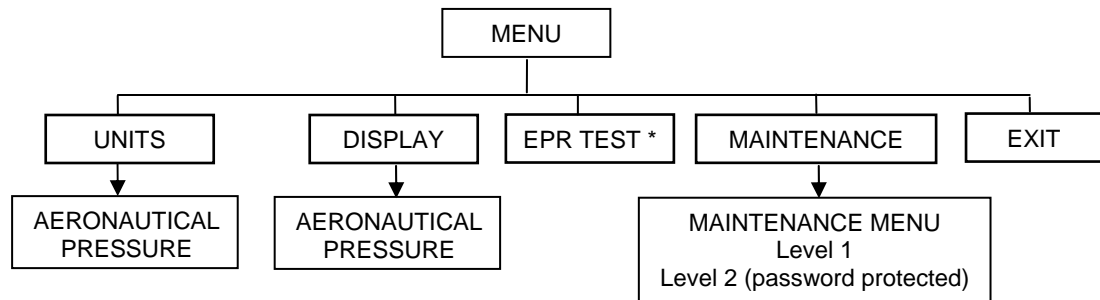 MENU
UNITS
DISPLAY
EPR TEST *
MAINTENANCE
EXIT
AERONAUTICAL
PRESSURE
AERONAUTICAL
PRESSURE
MAINTENANCE MENU
Level 1
Level 2 (password protected)